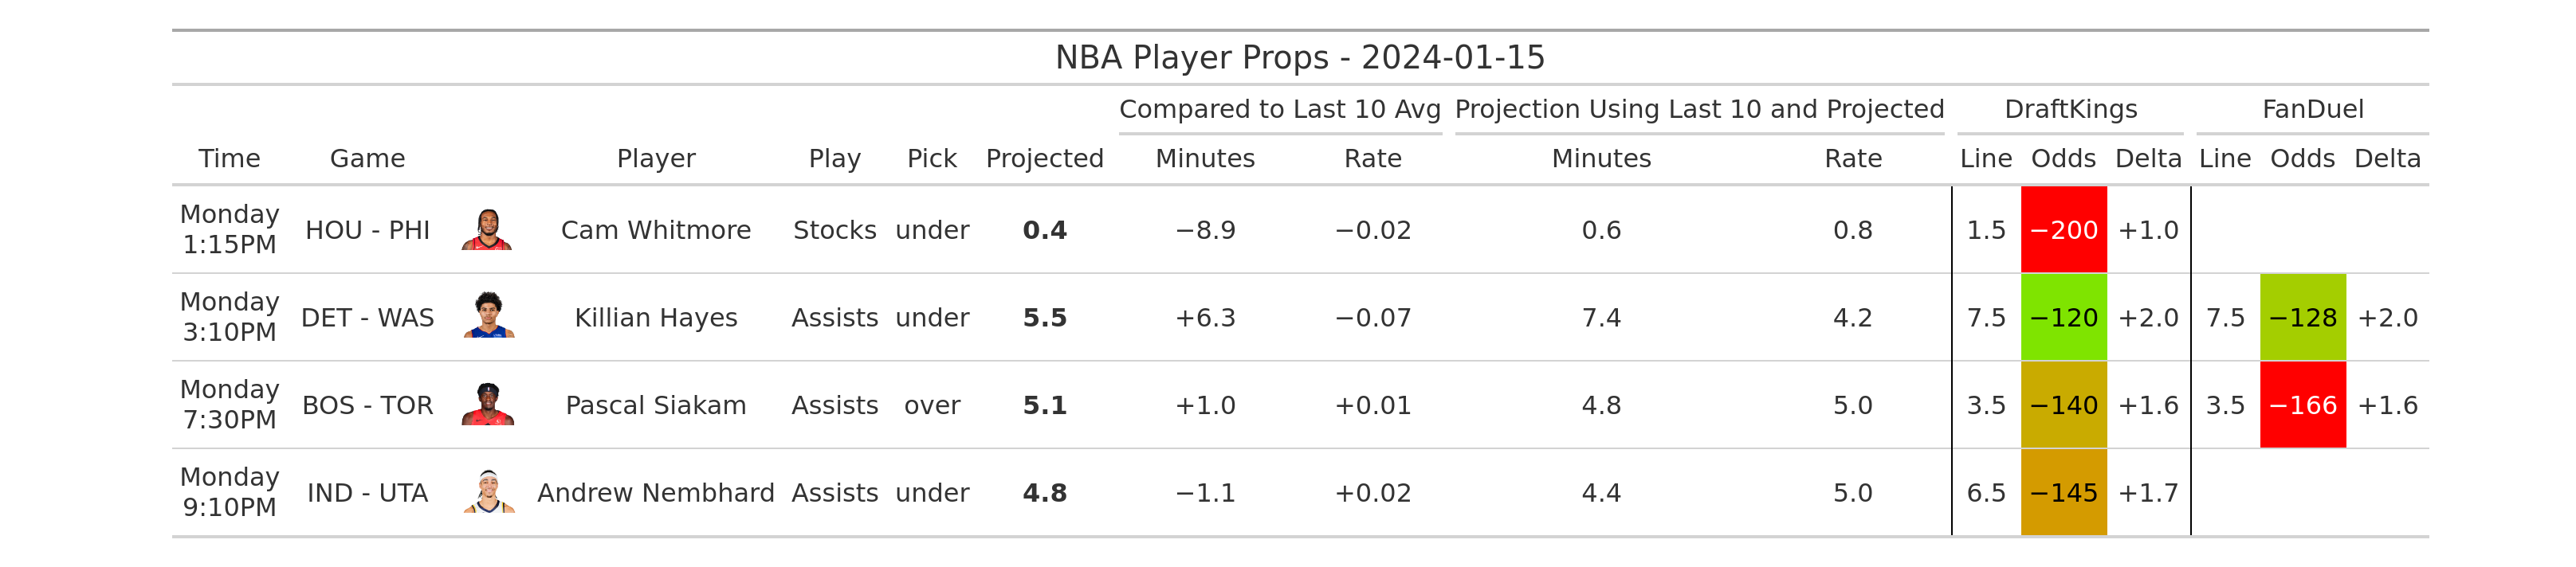 NBA Player Props - 2024-01-15
Compared to Last 10 Avg Projection Using Last 10 and Projected DraftKings FanDuel
Time Game Player Play Pick Projected Minutes Rate Minutes Rate Line Odds Delta Line Odds Delta
Monday
1:15PM HOU - PHI Cam Whitmore Stocks under 0.4 −8.9 −0.02 0.6 0.8 1.5 −200 +1.0
Monday
3:10PM DET - WAS Killian Hayes Assists under 5.5 +6.3 −0.07 7.4 4.2 7.5 −120 +2.0 7.5 −128 +2.0
Monday
7:30PM BOS - TOR Pascal Siakam Assists over 5.1 +1.0 +0.01 4.8 5.0 3.5 −140 +1.6 3.5 −166 +1.6
Monday
9:10PM IND - UTA Andrew Nembhard Assists under 4.8 −1.1 +0.02 4.4 5.0 6.5 −145 +1.7